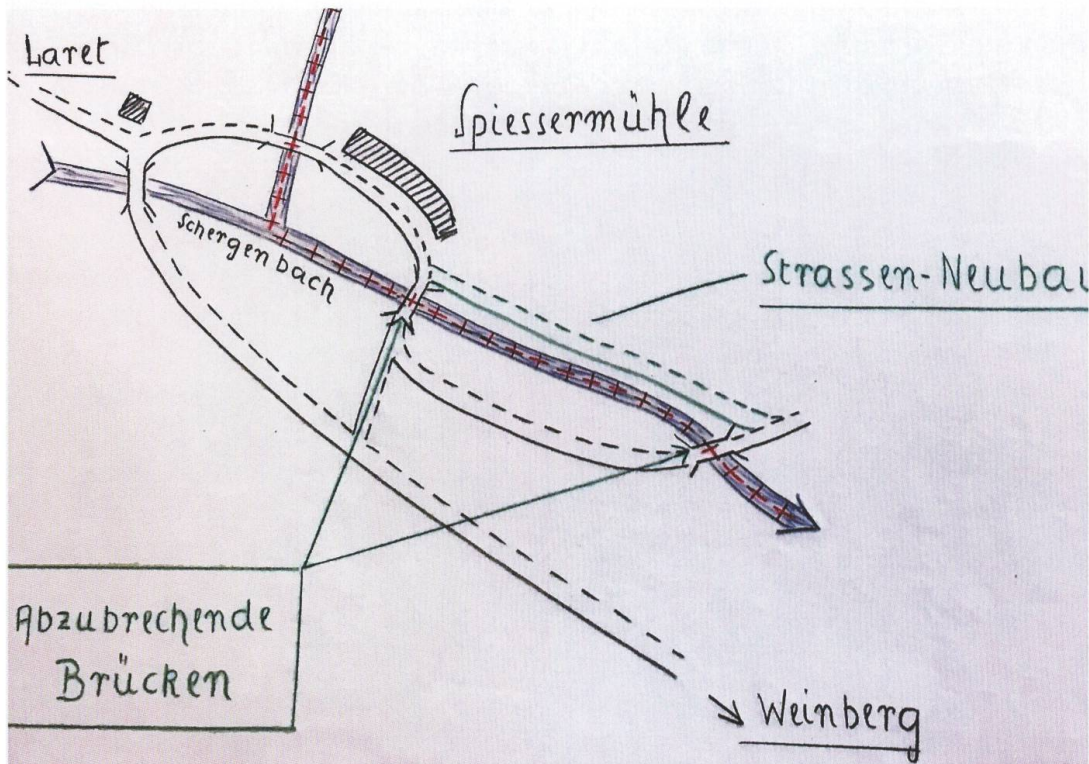 Laret
Spiessermühle
Schergenbach
Strassen-Neubau
Abzubrechende
Brücken
Weinberg